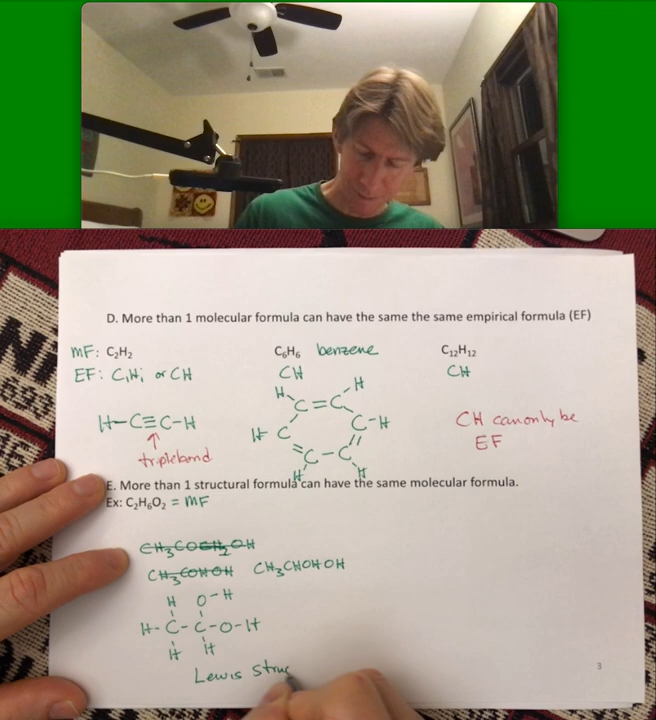 D. More than 1 molecular formula can have the same the same empirical formula (EF)
MF: C₂H₂ C₆H₆ benzene C₁₂H₁₂
EF: C₁H₁ or CH CH CH
H H
C=C
H-C≡C-H H C C-H CH can only be
C-C EF
triple bond H H
E. More than 1 structural formula can have the same molecular formula.
Ex: C₂H₆O₂ = MF
CH₃CHOHOH
H O-H
H-C-C-O-H
H H
Lewis Struc
3